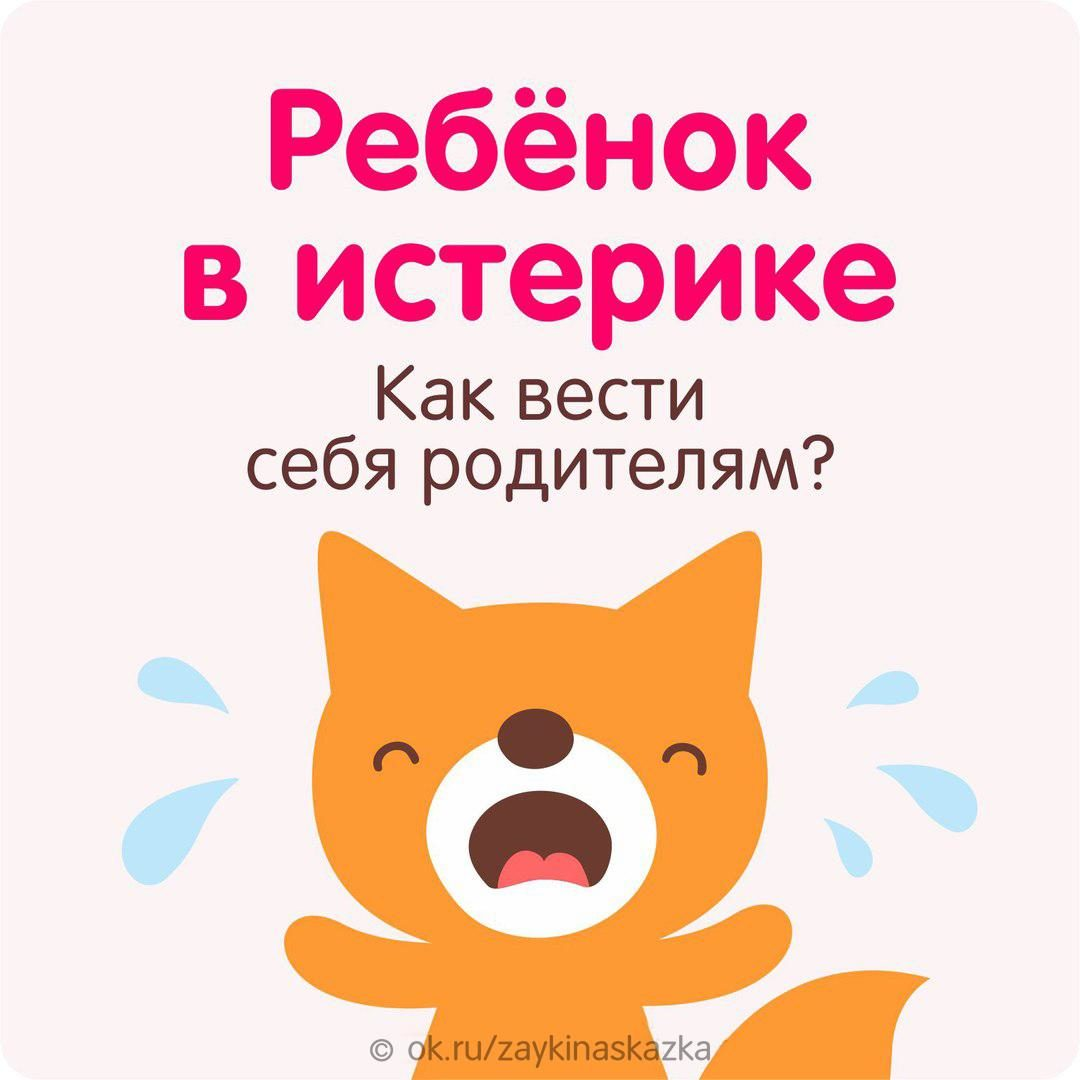 Ребёнок
в истерике
Как вести
себя родителям?
© ok.ru/zaykinaskazka